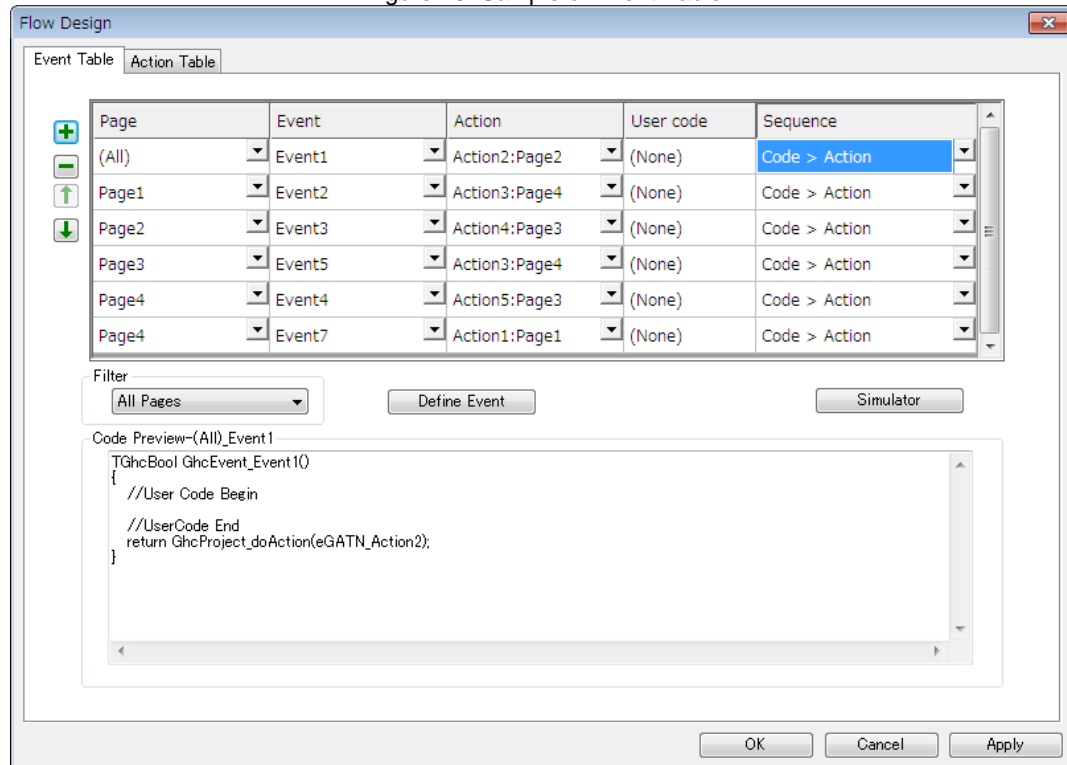 Flow Design
Event Table Action Table
Page Event Action User code Sequence
(All) Event1 Action2:Page2 (None) Code > Action
Page1 Event2 Action3:Page4 (None) Code > Action
Page2 Event3 Action4:Page3 (None) Code > Action
Page3 Event5 Action3:Page4 (None) Code > Action
Page4 Event4 Action5:Page3 (None) Code > Action
Page4 Event7 Action1:Page1 (None) Code > Action
Filter
All Pages Define Event Simulator
Code Preview-(All)_Event1
TGhcBool GhcEvent_Event1()
{
//User Code Begin
//UserCode End
return GhcProject_doAction(eGATN_Action2);
}
OK Cancel Apply